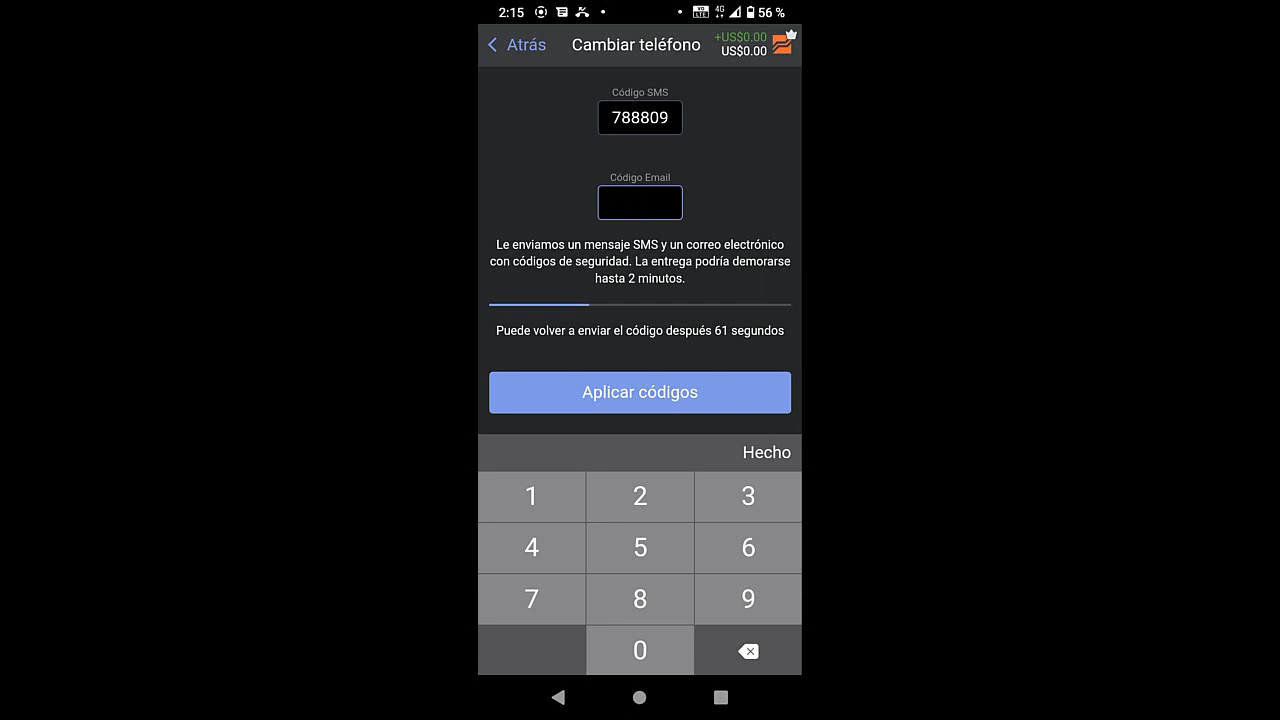 2:15 VO LTE 4G 56 %
Atrás Cambiar teléfono +US$0.00
US$0.00
Código SMS
788809
Código Email
Le enviamos un mensaje SMS y un correo electrónico
con códigos de seguridad. La entrega podría demorarse
hasta 2 minutos.
Puede volver a enviar el código después 61 segundos
Aplicar códigos
Hecho
1 2 3
4 5 6
7 8 9
0